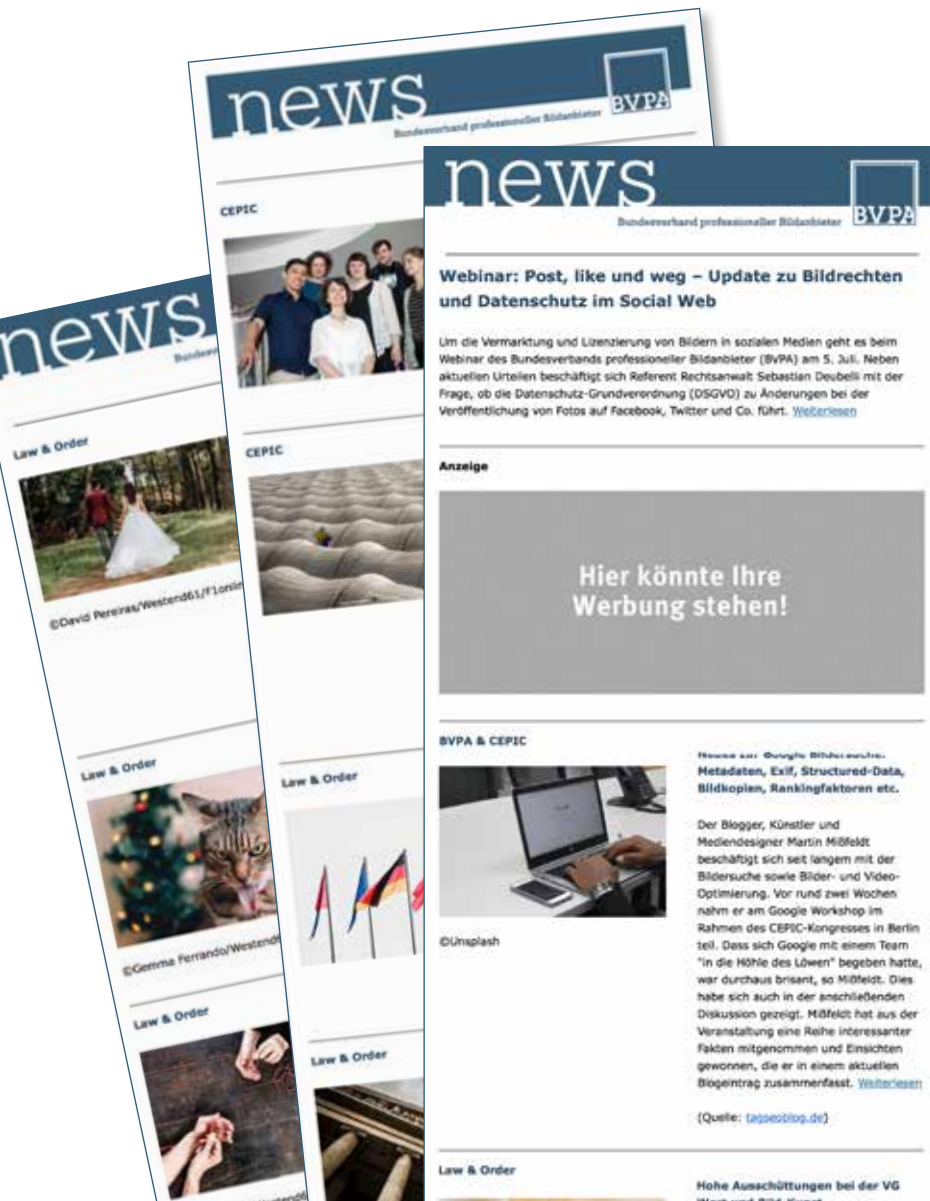 news
Bundesverband professioneller Bildanbieter
BVPA
CEPIC
CEPIC
Law & Order
Law & Order
news
Law & Order
©David Pereiras/Westend61/F1onlin
Law & Order
©Gemma Ferrando/Westend6
Law & Order
news
Bundesverband professioneller Bildanbieter
BVPA
Webinar: Post, like und weg – Update zu Bildrechten
und Datenschutz im Social Web
Um die Vermarktung und Lizenzierung von Bildern in sozialen Medien geht es beim
Webinar des Bundesverbands professioneller Bildanbieter (BVPA) am 5. Juli. Neben
aktuellen Urteilen beschäftigt sich Referent Rechtsanwalt Sebastian Deubelli mit der
Frage, ob die Datenschutz-Grundverordnung (DSGVO) zu Änderungen bei der
Veröffentlichung von Fotos auf Facebook, Twitter und Co. führt. Weiterlesen
Anzeige
Hier könnte Ihre
Werbung stehen!
BVPA & CEPIC
©Unsplash
Neues zur Google Bildersuche:
Metadaten, Exif, Structured-Data,
Bildkopien, Rankingfaktoren etc.
Der Blogger, Künstler und
Mediendesigner Martin Mißfeldt
beschäftigt sich seit langem mit der
Bildersuche sowie Bilder- und Video-
Optimierung. Vor rund zwei Wochen
nahm er am Google Workshop im
Rahmen des CEPIC-Kongresses in Berlin
teil. Dass sich Google mit einem Team
"in die Höhle des Löwen" begeben hatte,
war durchaus brisant, so Mißfeldt. Dies
habe sich auch in der anschließenden
Diskussion gezeigt. Mißfeldt hat aus der
Veranstaltung eine Reihe interessanter
Fakten mitgenommen und Einsichten
gewonnen, die er in einem aktuellen
Blogeintrag zusammenfasst. Weiterlesen
(Quelle: tagseoblog.de)
Law & Order
Hohe Ausschüttungen bei der VG
Wort und Bild-Kunst